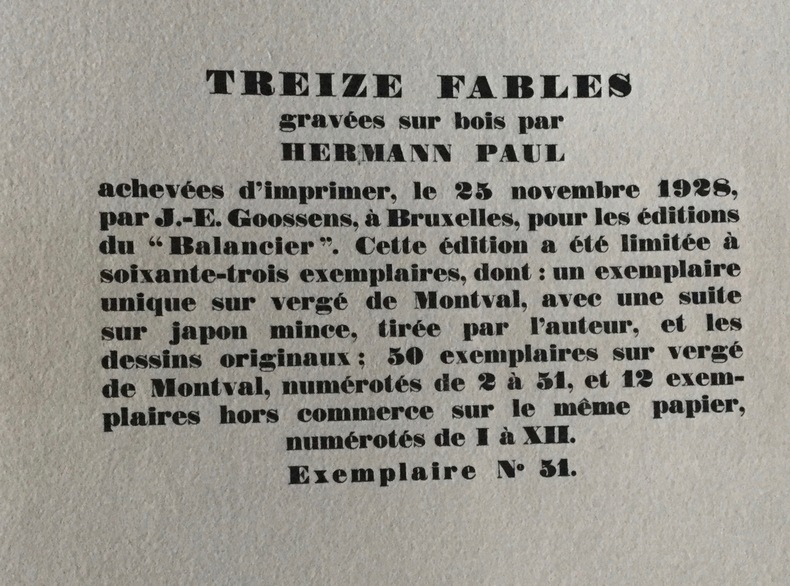 TREIZE FABLES
gravées sur bois par
HERMANN PAUL
achevées d'imprimer, le 25 novembre 1928,
par J.-E. Goossens, à Bruxelles, pour les éditions
du “Balancier”. Cette édition a été limitée à
soixante-trois exemplaires, dont : un exemplaire
unique sur vergé de Montval, avec une suite
sur japon mince, tirée par l'auteur, et les
dessins originaux ; 50 exemplaires sur vergé
de Montval, numérotés de 2 à 51, et 12 exem-
plaires hors commerce sur le même papier,
numérotés de I à XII.
Exemplaire Nº 51.